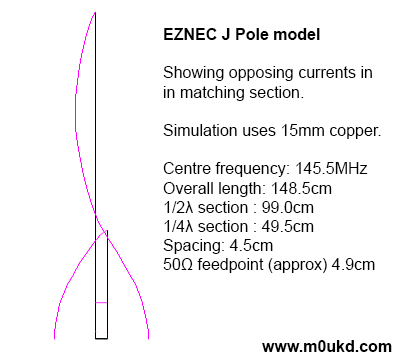 EZNEC J Pole model
Showing opposing currents in
in matching section.
Simulation uses 15mm copper.
Centre frequency: 145.5MHz
Overall length: 148.5cm
1/2λ section : 99.0cm
1/4λ section : 49.5cm
Spacing: 4.5cm
50Ω feedpoint (approx) 4.9cm
www.m0ukd.com